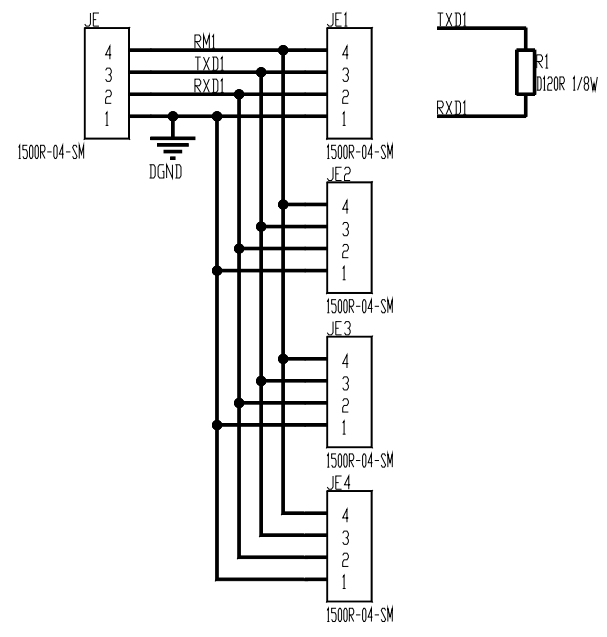 JE
4
3
2
1
1500R-04-SM
RM1
TXD1
RXD1
DGND
JE1
4
3
2
1
1500R-04-SM
JE2
4
3
2
1
1500R-04-SM
JE3
4
3
2
1
1500R-04-SM
JE4
4
3
2
1
1500R-04-SM
TXD1
R1
D120R 1/8W
RXD1